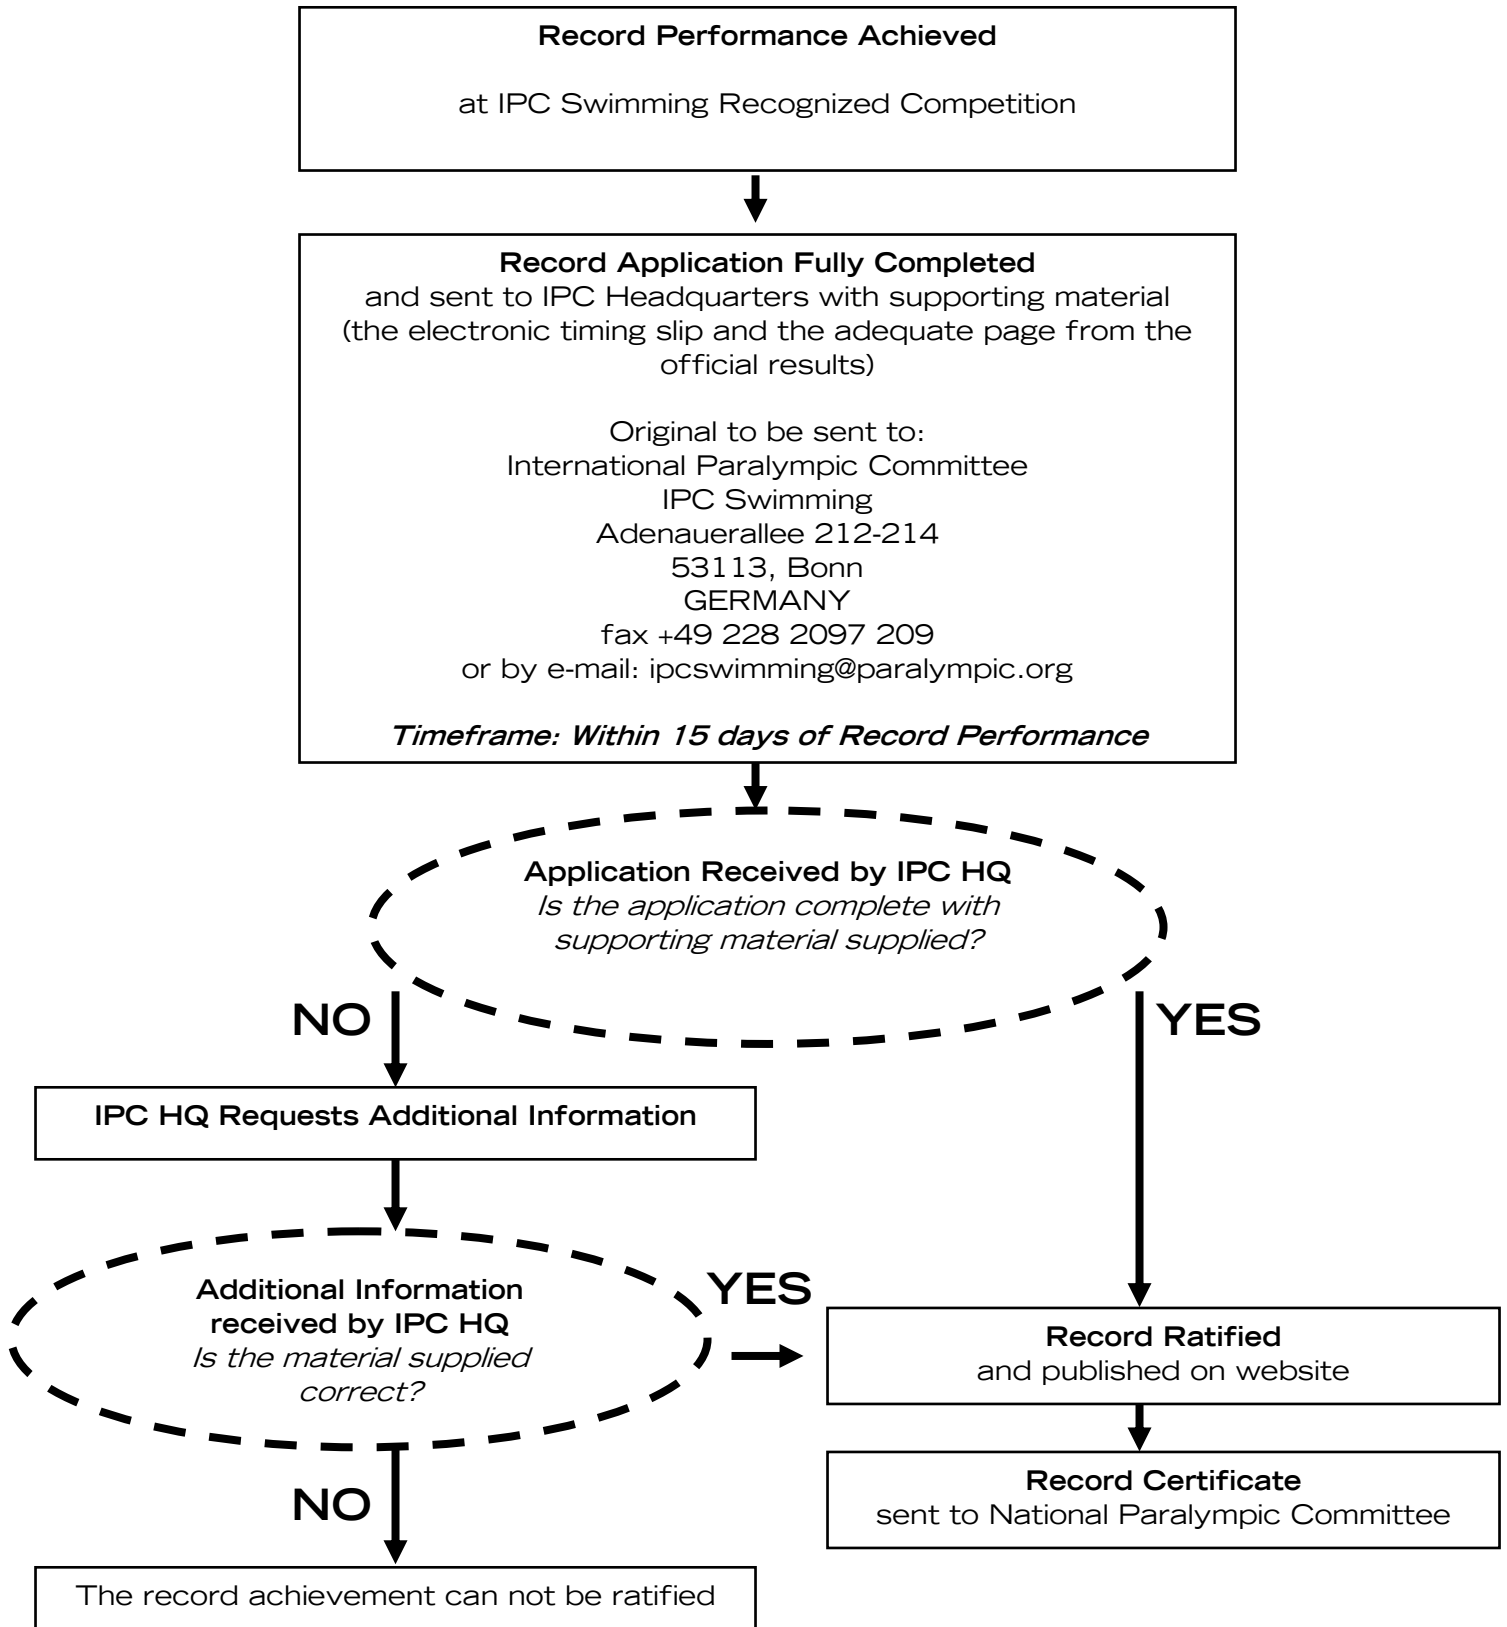 Record Performance Achieved
at IPC Swimming Recognized Competition
Record Application Fully Completed
and sent to IPC Headquarters with supporting material
(the electronic timing slip and the adequate page from the
official results)
Original to be sent to:
International Paralympic Committee
IPC Swimming
Adenauerallee 212-214
53113, Bonn
GERMANY
fax +49 228 2097 209
or by e-mail: ipcswimming@paralympic.org
Timeframe: Within 15 days of Record Performance
Application Received by IPC HQ
Is the application complete with
supporting material supplied?
NO
YES
IPC HQ Requests Additional Information
Additional Information
received by IPC HQ
Is the material supplied
correct?
YES
Record Ratified
and published on website
Record Certificate
sent to National Paralympic Committee
NO
The record achievement can not be ratified